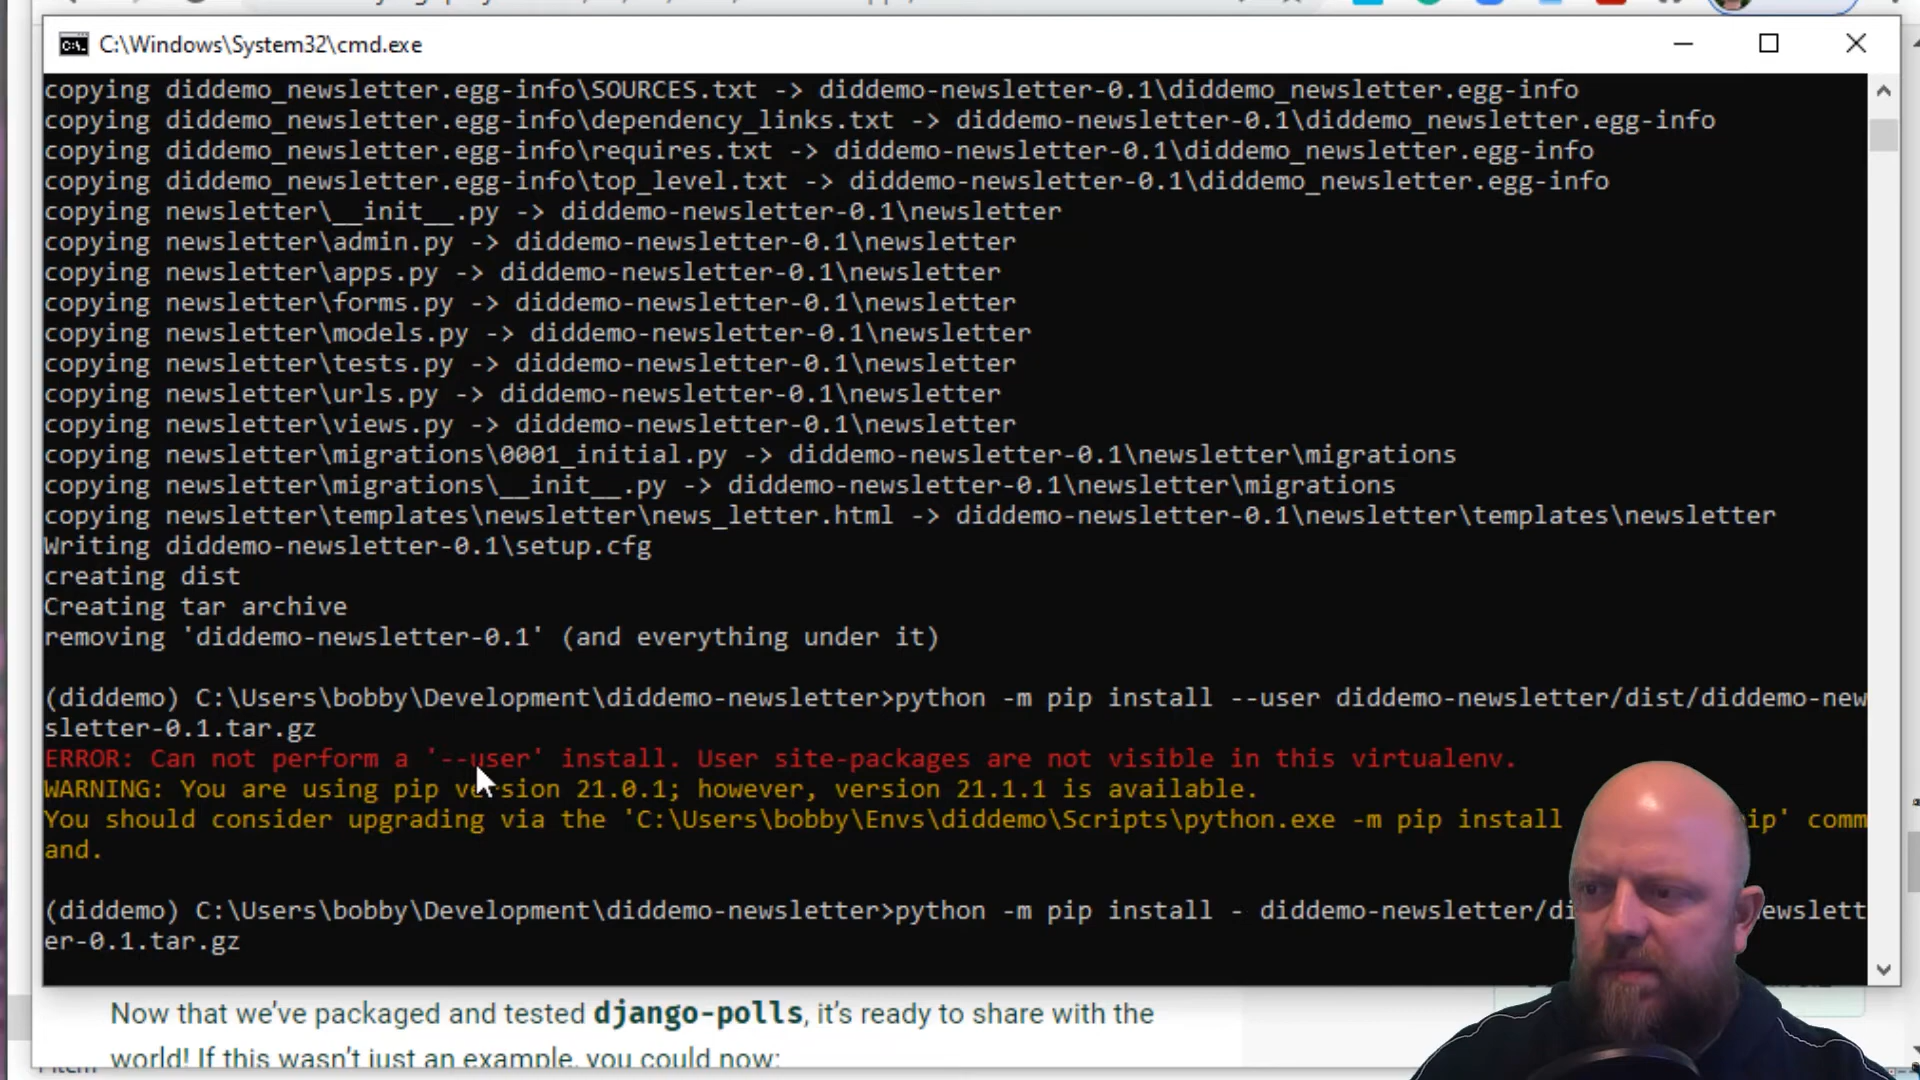 C:\Windows\System32\cmd.exe
copying diddemo_newsletter.egg-info\SOURCES.txt -> diddemo-newsletter-0.1\diddemo_newsletter.egg-info
copying diddemo_newsletter.egg-info\dependency_links.txt -> diddemo-newsletter-0.1\diddemo_newsletter.egg-info
copying diddemo_newsletter.egg-info\requires.txt -> diddemo-newsletter-0.1\diddemo_newsletter.egg-info
copying diddemo_newsletter.egg-info\top_level.txt -> diddemo-newsletter-0.1\diddemo_newsletter.egg-info
copying newsletter\__init__.py -> diddemo-newsletter-0.1\newsletter
copying newsletter\admin.py -> diddemo-newsletter-0.1\newsletter
copying newsletter\apps.py -> diddemo-newsletter-0.1\newsletter
copying newsletter\forms.py -> diddemo-newsletter-0.1\newsletter
copying newsletter\models.py -> diddemo-newsletter-0.1\newsletter
copying newsletter\tests.py -> diddemo-newsletter-0.1\newsletter
copying newsletter\urls.py -> diddemo-newsletter-0.1\newsletter
copying newsletter\views.py -> diddemo-newsletter-0.1\newsletter
copying newsletter\migrations\0001_initial.py -> diddemo-newsletter-0.1\newsletter\migrations
copying newsletter\migrations\__init__.py -> diddemo-newsletter-0.1\newsletter\migrations
copying newsletter\templates\newsletter\news_letter.html -> diddemo-newsletter-0.1\newsletter\templates\newsletter
Writing diddemo-newsletter-0.1\setup.cfg
creating dist
Creating tar archive
removing 'diddemo-newsletter-0.1' (and everything under it)
(diddemo) C:\Users\bobby\Development\diddemo-newsletter>python -m pip install --user diddemo-newsletter/dist/diddemo-new
sletter-0.1.tar.gz
ERROR: Can not perform a '--user' install. User site-packages are not visible in this virtualenv.
WARNING: You are using pip version 21.0.1; however, version 21.1.1 is available.
You should consider upgrading via the 'C:\Users\bobby\Envs\diddemo\Scripts\python.exe -m pip install ip' comm
and.
(diddemo) C:\Users\bobby\Development\diddemo-newsletter>python -m pip install - diddemo-newsletter/di ewslett
er-0.1.tar.gz
Now that we've packaged and tested django-polls, it's ready to share with the
world! If this wasn't just an example, you could now: